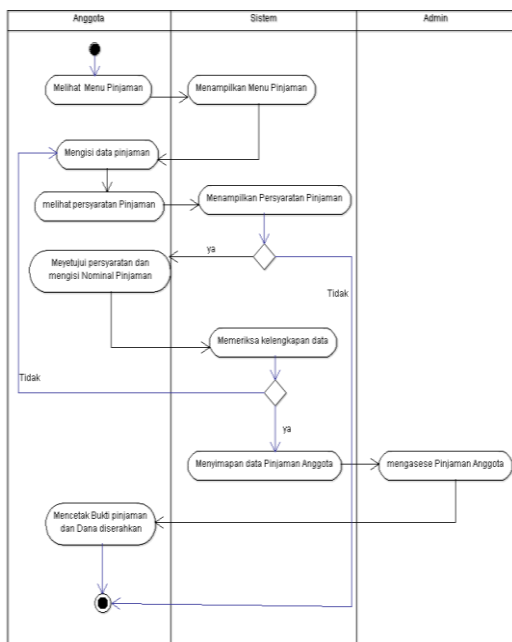 Anggota
Sistem
Admin
Melihat Menu Pinjaman
Menampilkan Menu Pinjaman
Mengisi data pinjaman
melihat persyaratan Pinjaman
Menampilkan Persyratan Pinjaman
ya
Meyetujui persyaratan dan
mengisi Nominal Pinjaman
Tidak
Memeriksa kelengkapan data
Tidak
ya
Menyimapan data Pinjaman Anggota
mengasese Pinjaman Anggota
Mencetak Bukti pinjaman
dan Dana diserahkan